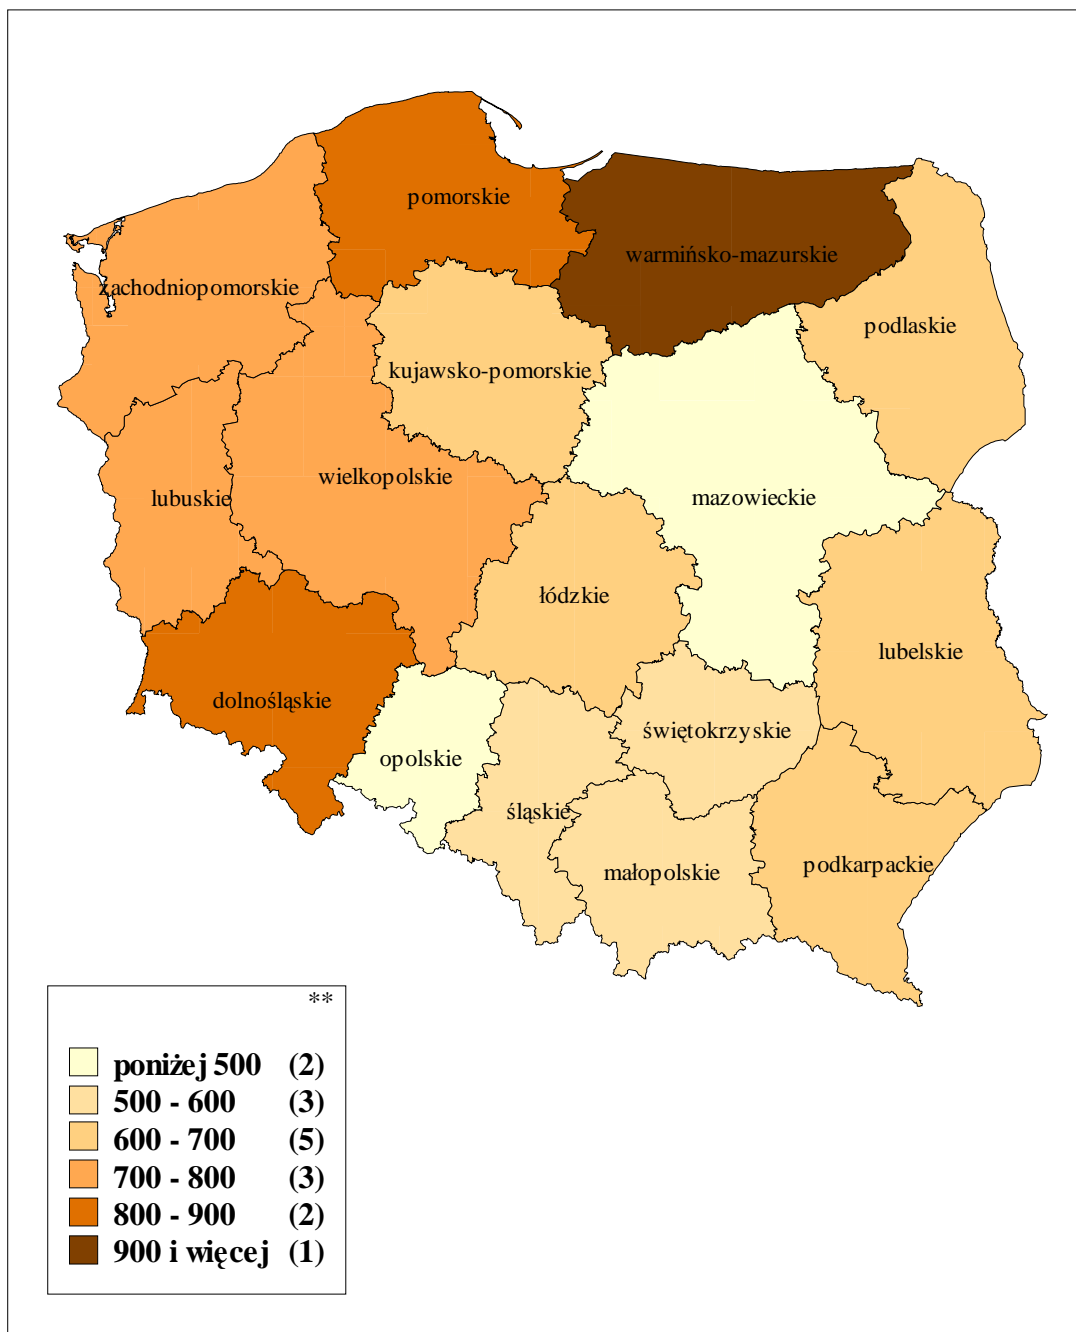 pomorskie
warmińsko-mazurskie
zachodniopomorskie
podlaskie
kujawsko-pomorskie
wielkopolskie
lubuskie
mazowieckie
łódzkie
lubelskie
dolnośląskie
świętokrzyskie
opolskie
śląskie
podkarpackie
małopolskie
**
poniżej 500 (2)
500 - 600 (3)
600 - 700 (5)
700 - 800 (3)
800 - 900 (2)
900 i więcej (1)